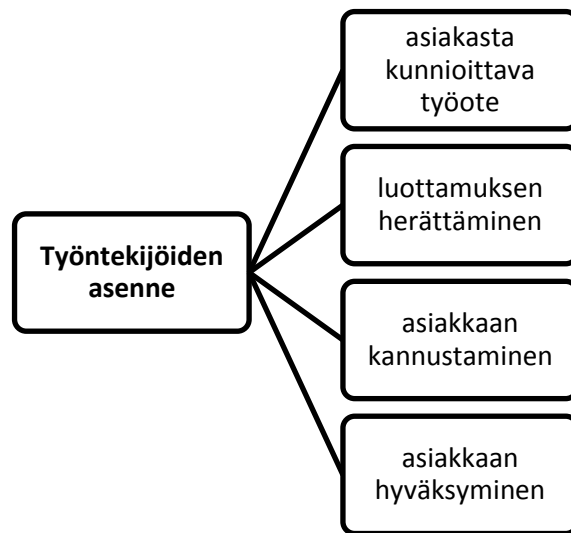 asiakasta
kunnioittava
työote
luottamuksen
herättäminen
Työntekijöiden
asenne
asiakkaan
kannustaminen
asiakkaan
hyväksyminen